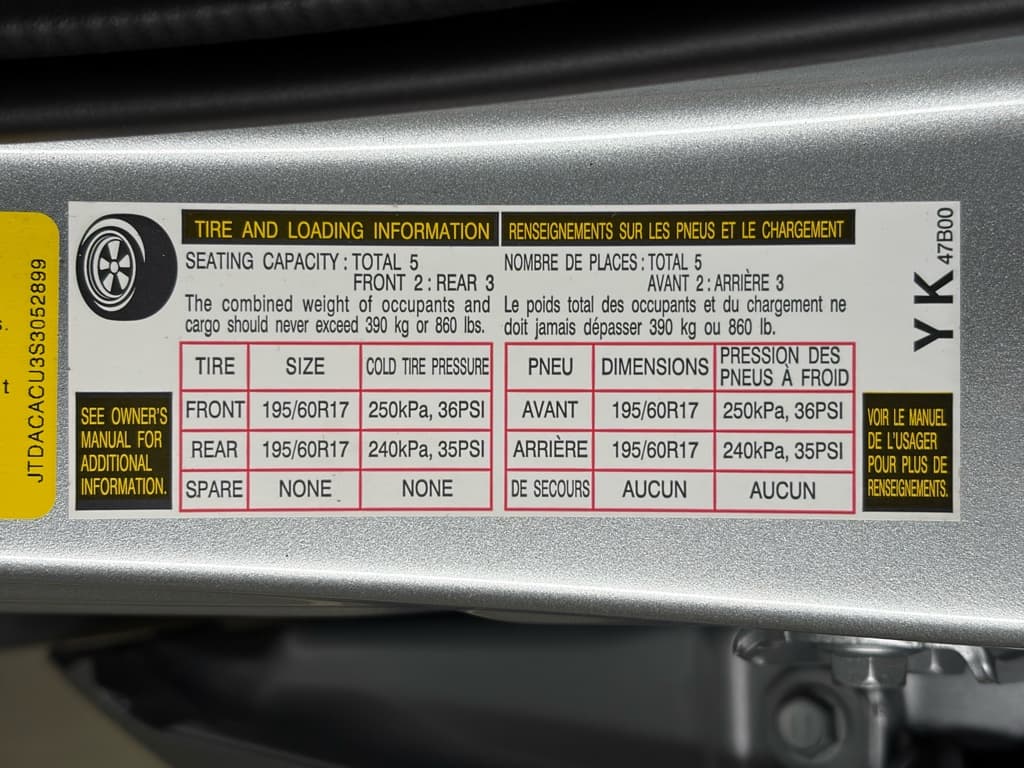 s.
t
JTDACACU3S3052899
TIRE AND LOADING INFORMATION
SEATING CAPACITY : TOTAL 5
FRONT 2 : REAR 3
The combined weight of occupants and
cargo should never exceed 390 kg or 860 lbs.
TIRE SIZE COLD TIRE PRESSURE
FRONT 195/60R17 250kPa, 36PSI
REAR 195/60R17 240kPa, 35PSI
SPARE NONE NONE
SEE OWNER'S
MANUAL FOR
ADDITIONAL
INFORMATION.
RENSEIGNEMENTS SUR LES PNEUS ET LE CHARGEMENT
NOMBRE DE PLACES : TOTAL 5
AVANT 2 : ARRIÈRE 3
Le poids total des occupants et du chargement ne
doit jamais dépasser 390 kg ou 860 lb.
PNEU DIMENSIONS PRESSION DES
PNEUS À FROID
AVANT 195/60R17 250kPa, 36PSI
ARRIÈRE 195/60R17 240kPa, 35PSI
DE SECOURS AUCUN AUCUN
VOIR LE MANUEL
DE L'USAGER
POUR PLUS DE
RENSEIGNEMENTS.
YK 47B00